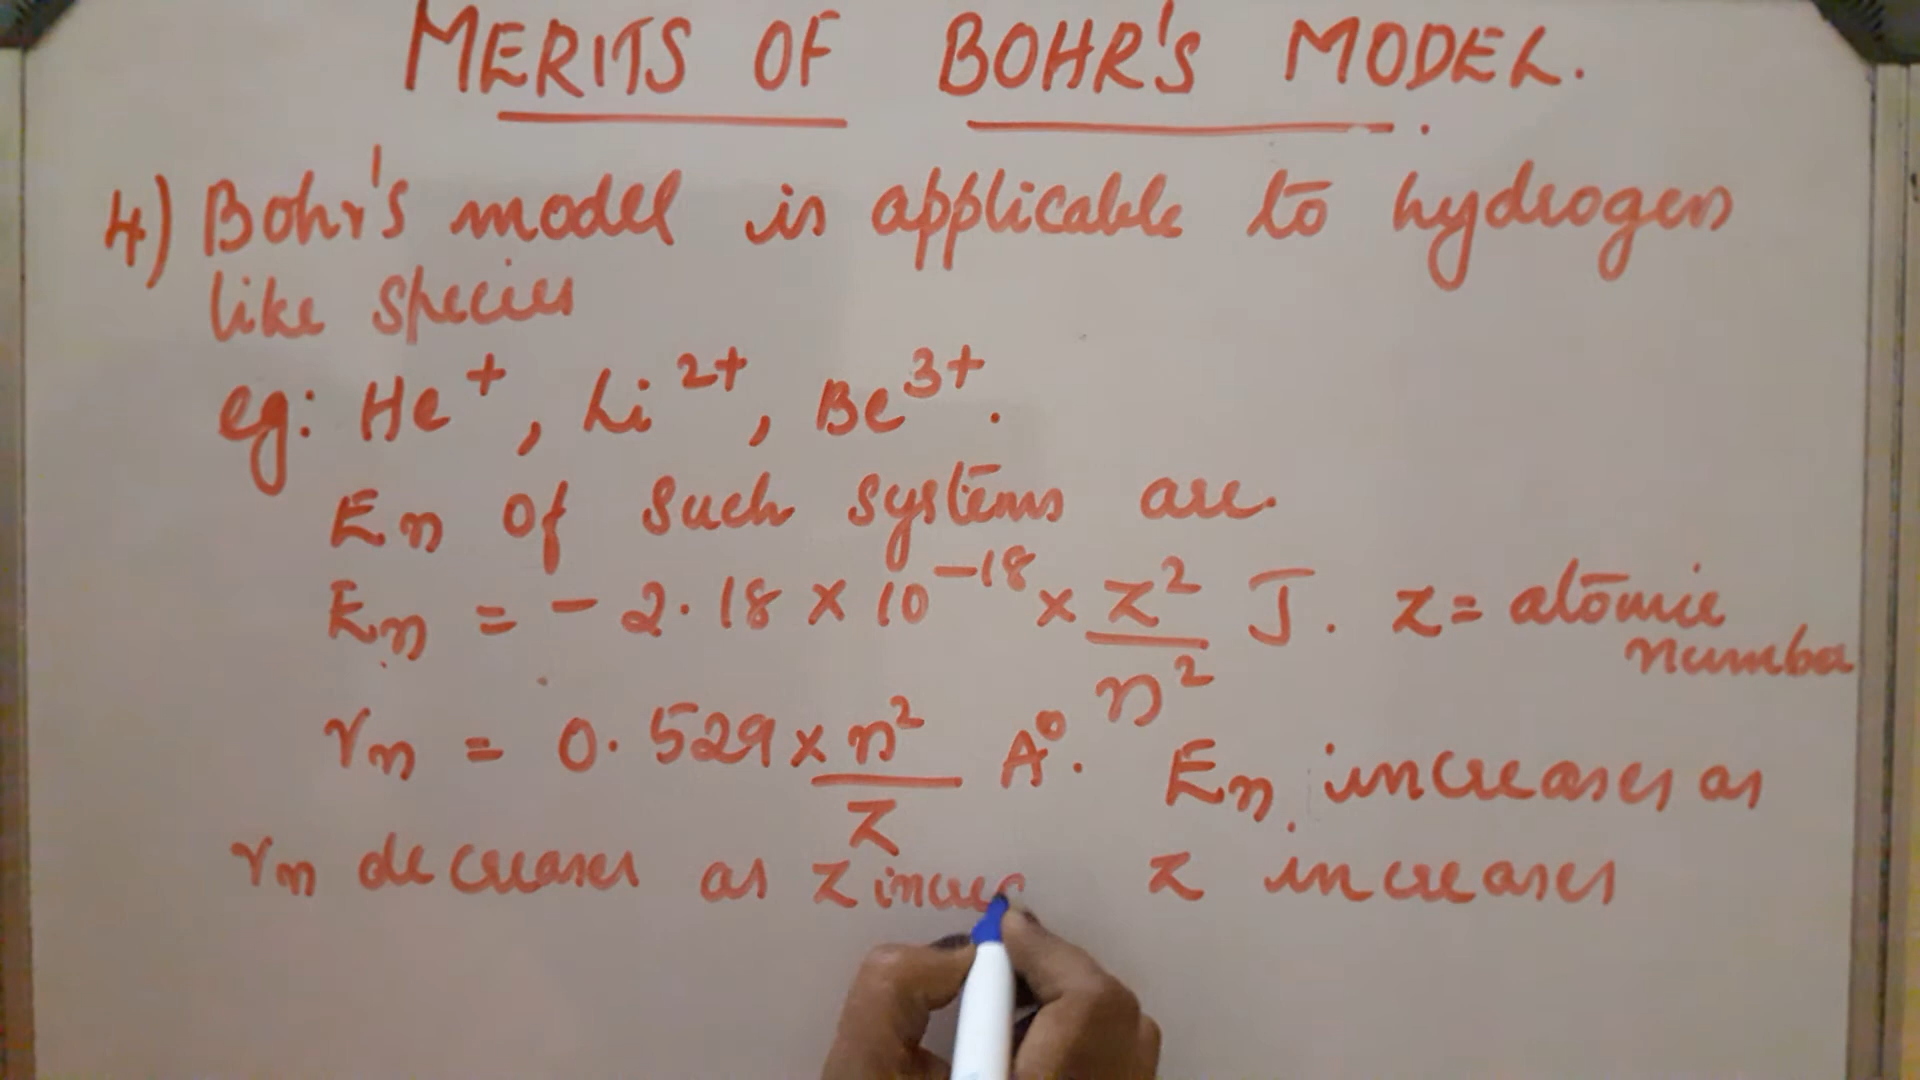 MERITS OF BOHR'S MODEL.
4) Bohr's model is applicable to hydrogen
like species
eg: He⁺, Li²⁺, Be³⁺.
En of such systems are.
En = - 2.18 × 10⁻¹⁸ × Z²/n² J. Z = atomic
number
rn = 0.529 × n²/Z A⁰. En increases as
rn decreases as Z increa Z increases